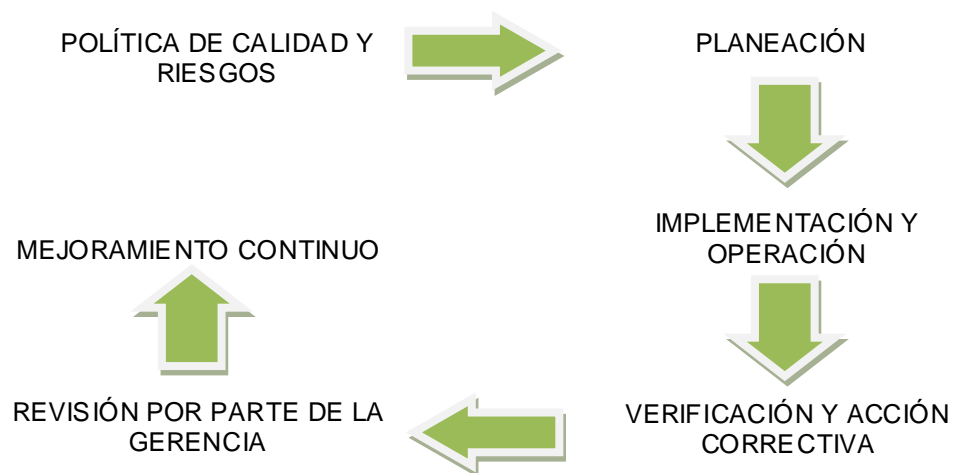 POLÍTICA DE CALIDAD Y
RIESGOS
PLANEACIÓN
IMPLEMENTACIÓN Y
OPERACIÓN
VERIFICACIÓN Y ACCIÓN
CORRECTIVA
REVISIÓN POR PARTE DE LA
GERENCIA
MEJORAMIENTO CONTINUO